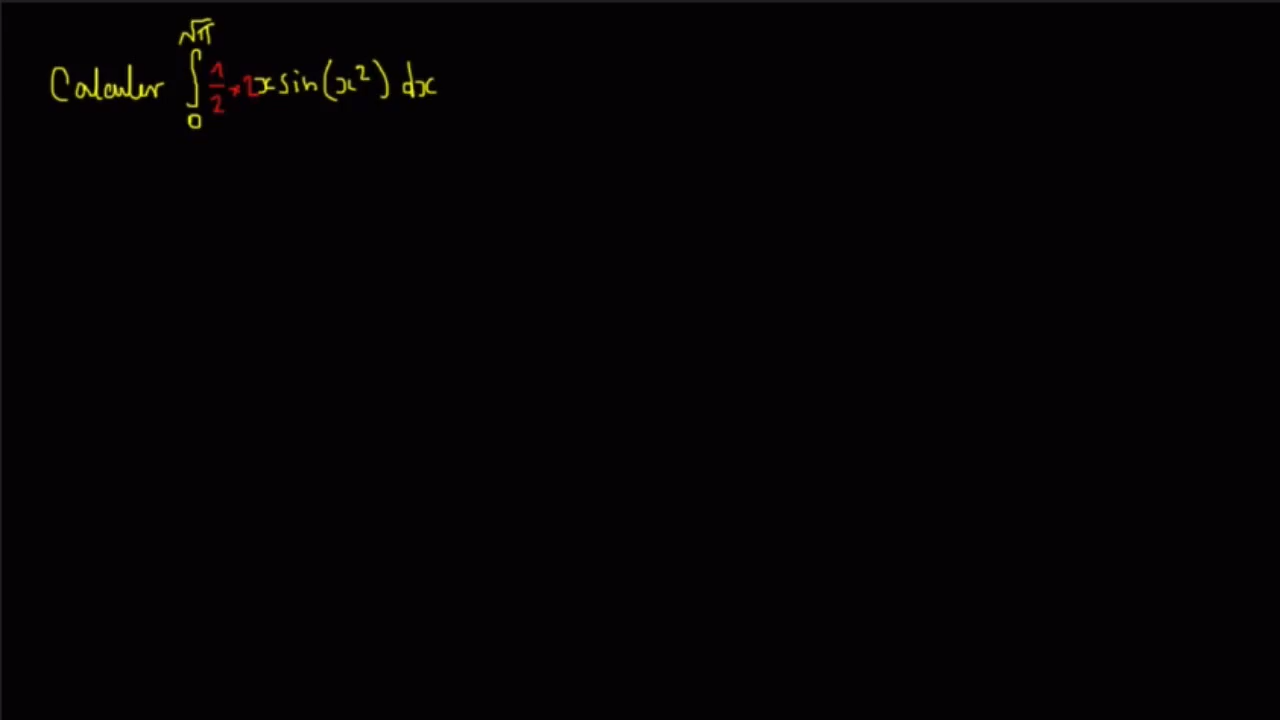 Calculer ∫₀^√π 1/2 × 2x sin(x²) dx